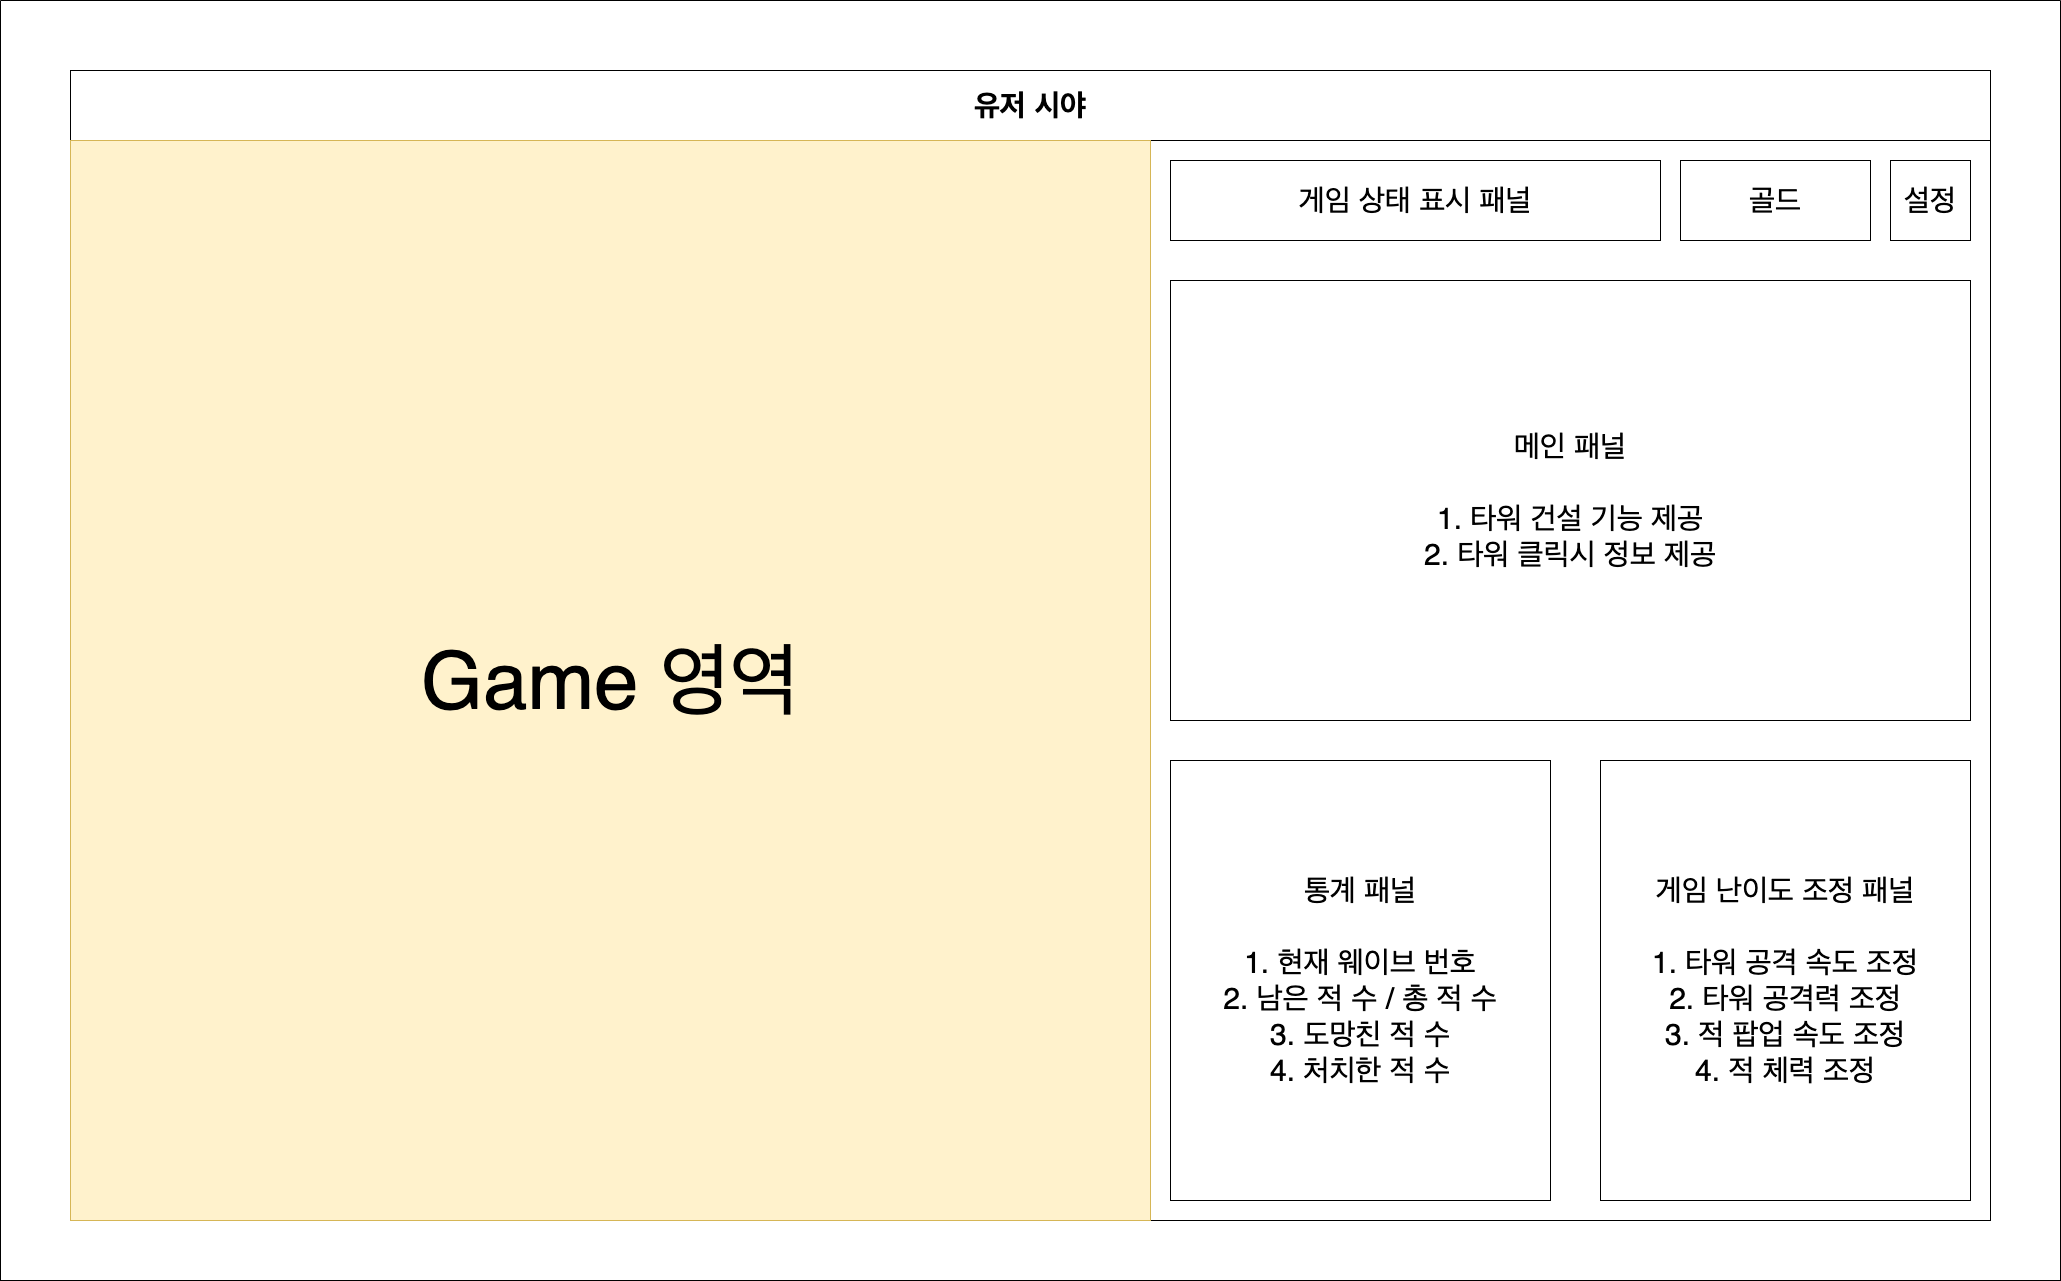 유저 시야
Game 영역
게임 상태 표시 패널
골드
설정
메인 패널
1. 타워 건설 기능 제공
2. 타워 클릭시 정보 제공
통계 패널
1. 현재 웨이브 번호
2. 남은 적 수 / 총 적 수
3. 도망친 적 수
4. 처치한 적 수
게임 난이도 조정 패널
1. 타워 공격 속도 조정
2. 타워 공격력 조정
3. 적 팝업 속도 조정
4. 적 체력 조정